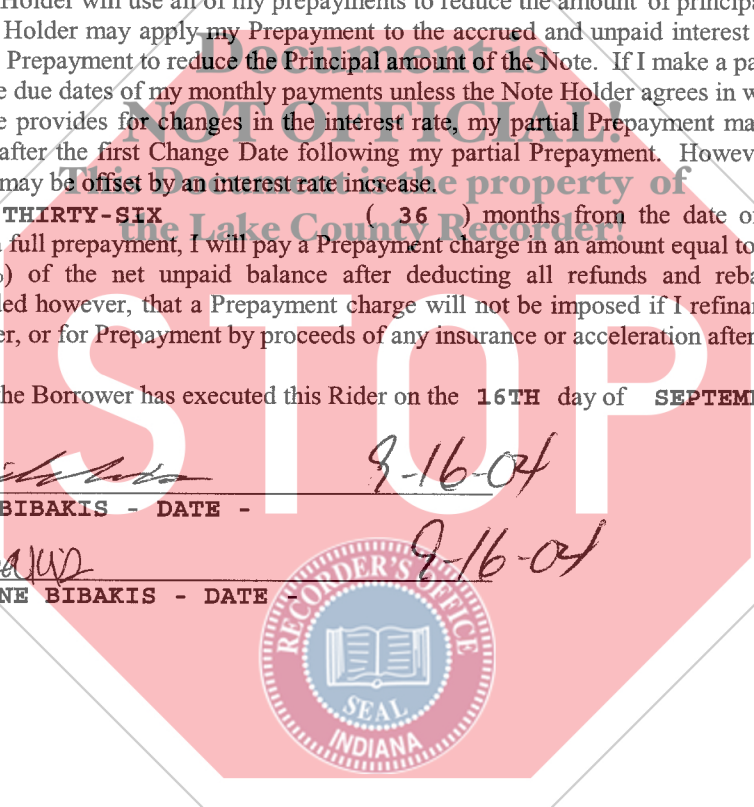 Holder will use all of my prepayments to reduce the amount of principa
Holder may apply my Prepayment to the accrued and unpaid interest
Document is
Prepayment to reduce the Principal amount of the Note. If I make a pa
e due dates of my monthly payments unless the Note Holder agrees in w
NOT OFFICIAL!
e provides for changes in the interest rate, my partial Prepayment ma
after the first Change Date following my partial Prepayment. Howev
This Document is the property of
may be offset by an interest rate increase.
THIRTY-SIX ( 36 ) months from the date o
the Lake County Recorder!
full prepayment, I will pay a Prepayment charge in an amount equal to
) of the net unpaid balance after deducting all refunds and reba
led however, that a Prepayment charge will not be imposed if I refinan
er, or for Prepayment by proceeds of any insurance or acceleration after
STOP
he Borrower has executed this Rider on the 16TH day of SEPTEM
9-16-04
BIBAKIS - DATE -
9-16-04
NE BIBAKIS - DATE -
RECORDER'S OFFICE
SEAL
INDIANA